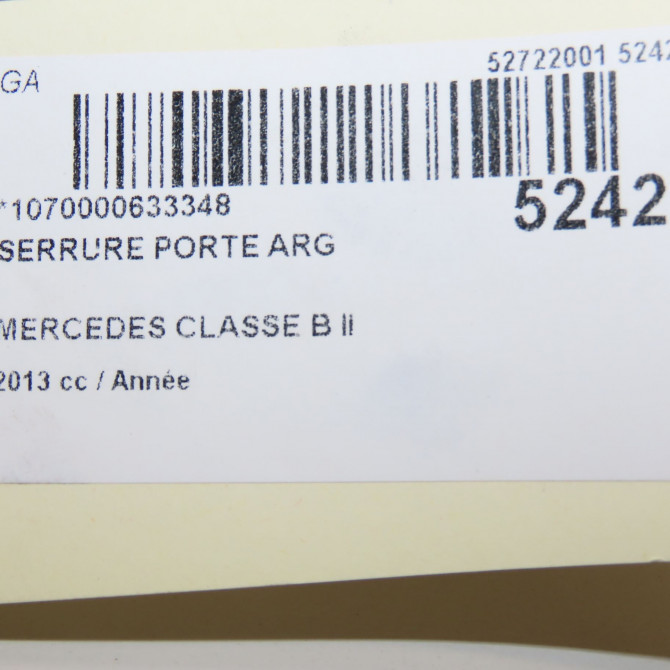 GA
52722001 5242
*1070000633348
5242
SERRURE PORTE ARG
MERCEDES CLASSE B II
2013 cc / Année